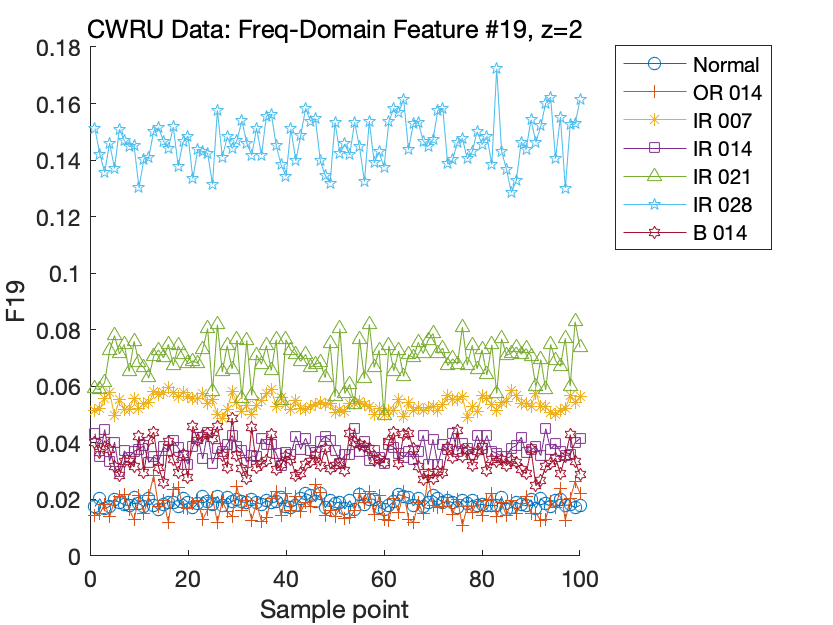 CWRU Data: Freq-Domain Feature #19, z=2
0.18
0.16
0.14
0.12
0.1
0.08
0.06
0.04
0.02
0
F19
0 20 40 60 80 100
Sample point
Normal
OR 014
IR 007
IR 014
IR 021
IR 028
B 014